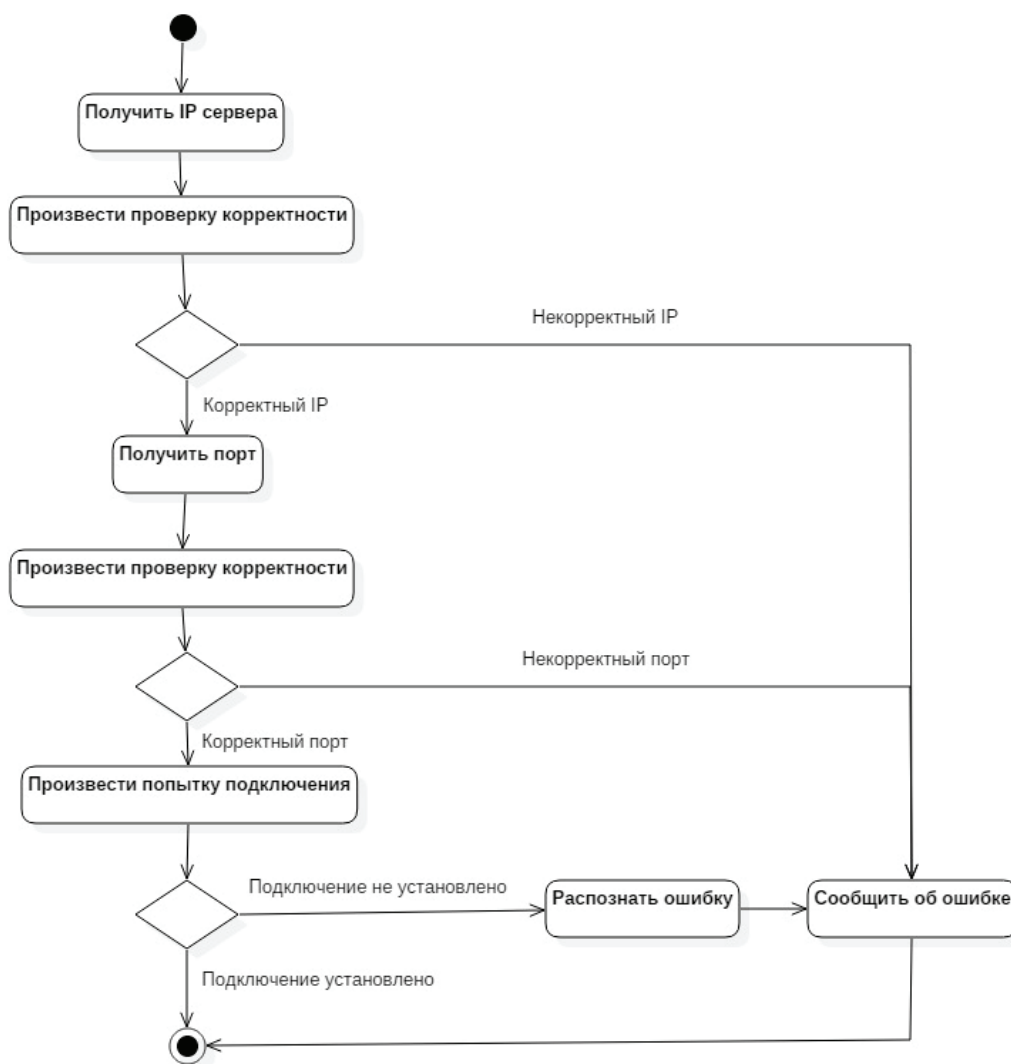 Получить IP сервера
Произвести проверку корректности
Некорректный IP
Корректный IP
Получить порт
Произвести проверку корректности
Некорректный порт
Корректный порт
Произвести попытку подключения
Подключение не установлено
Распознать ошибку
Сообщить об ошибке
Подключение установлено